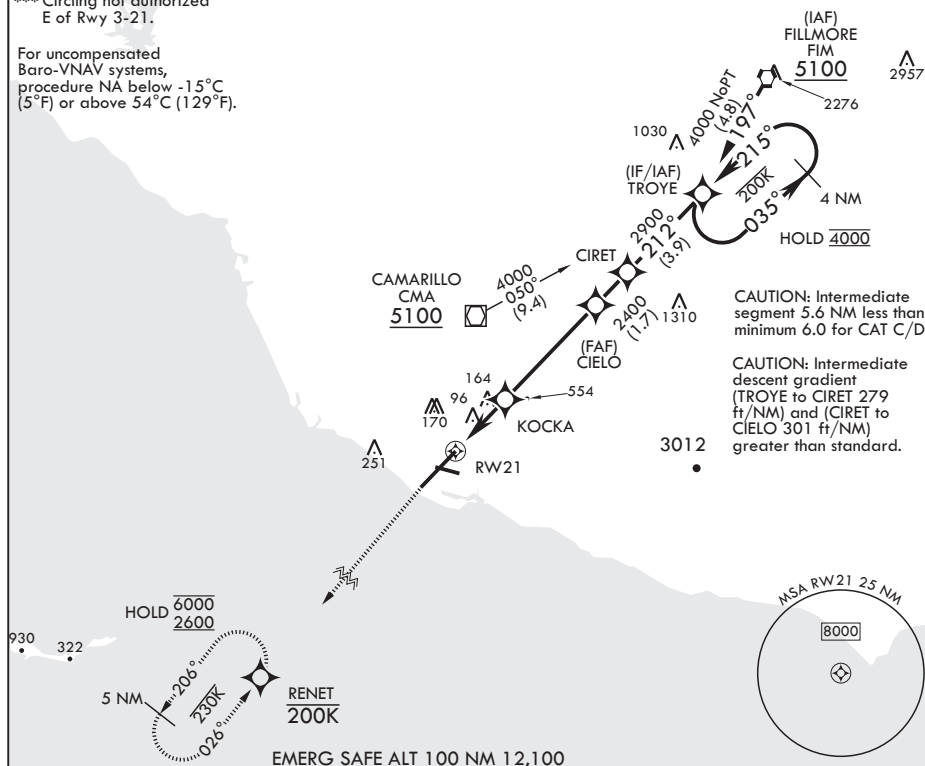 *** Circling not authorized
E of Rwy 3-21.
For uncompensated
Baro-VNAV systems,
procedure NA below -15°C
(5°F) or above 54°C (129°F).
(IAF)
FILLMORE
FIM
5100
2957
2276
4000 NoPT
(4.8)
197°
215°
1030
(IF/IAF)
TROYE
200K
035°
4 NM
HOLD 4000
2900
212°
(3.9)
CIRET
CAMARILLO
CMA
5100
4000
050°
(9.4)
2400
(1.7)
1310
(FAF)
CIELO
CAUTION: Intermediate
segment 5.6 NM less than
minimum 6.0 for CAT C/D
CAUTION: Intermediate
descent gradient
(TROYE to CIRET 279
ft/NM) and (CIRET to
CIELO 301 ft/NM)
greater than standard.
164
96
170
554
KOCKA
251
RW21
3012
HOLD 6000
2600
930
322
206°
5 NM
230K
026°
RENET
200K
MSA RW21 25 NM
8000
EMERG SAFE ALT 100 NM 12,100